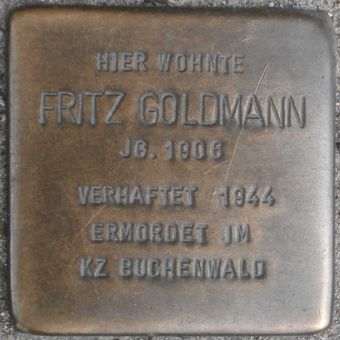 HIER WOHNTE
FRITZ GOLDMANN
JG. 1906
VERHAFTET 1944
ERMORDET IM
KZ BUCHENWALD